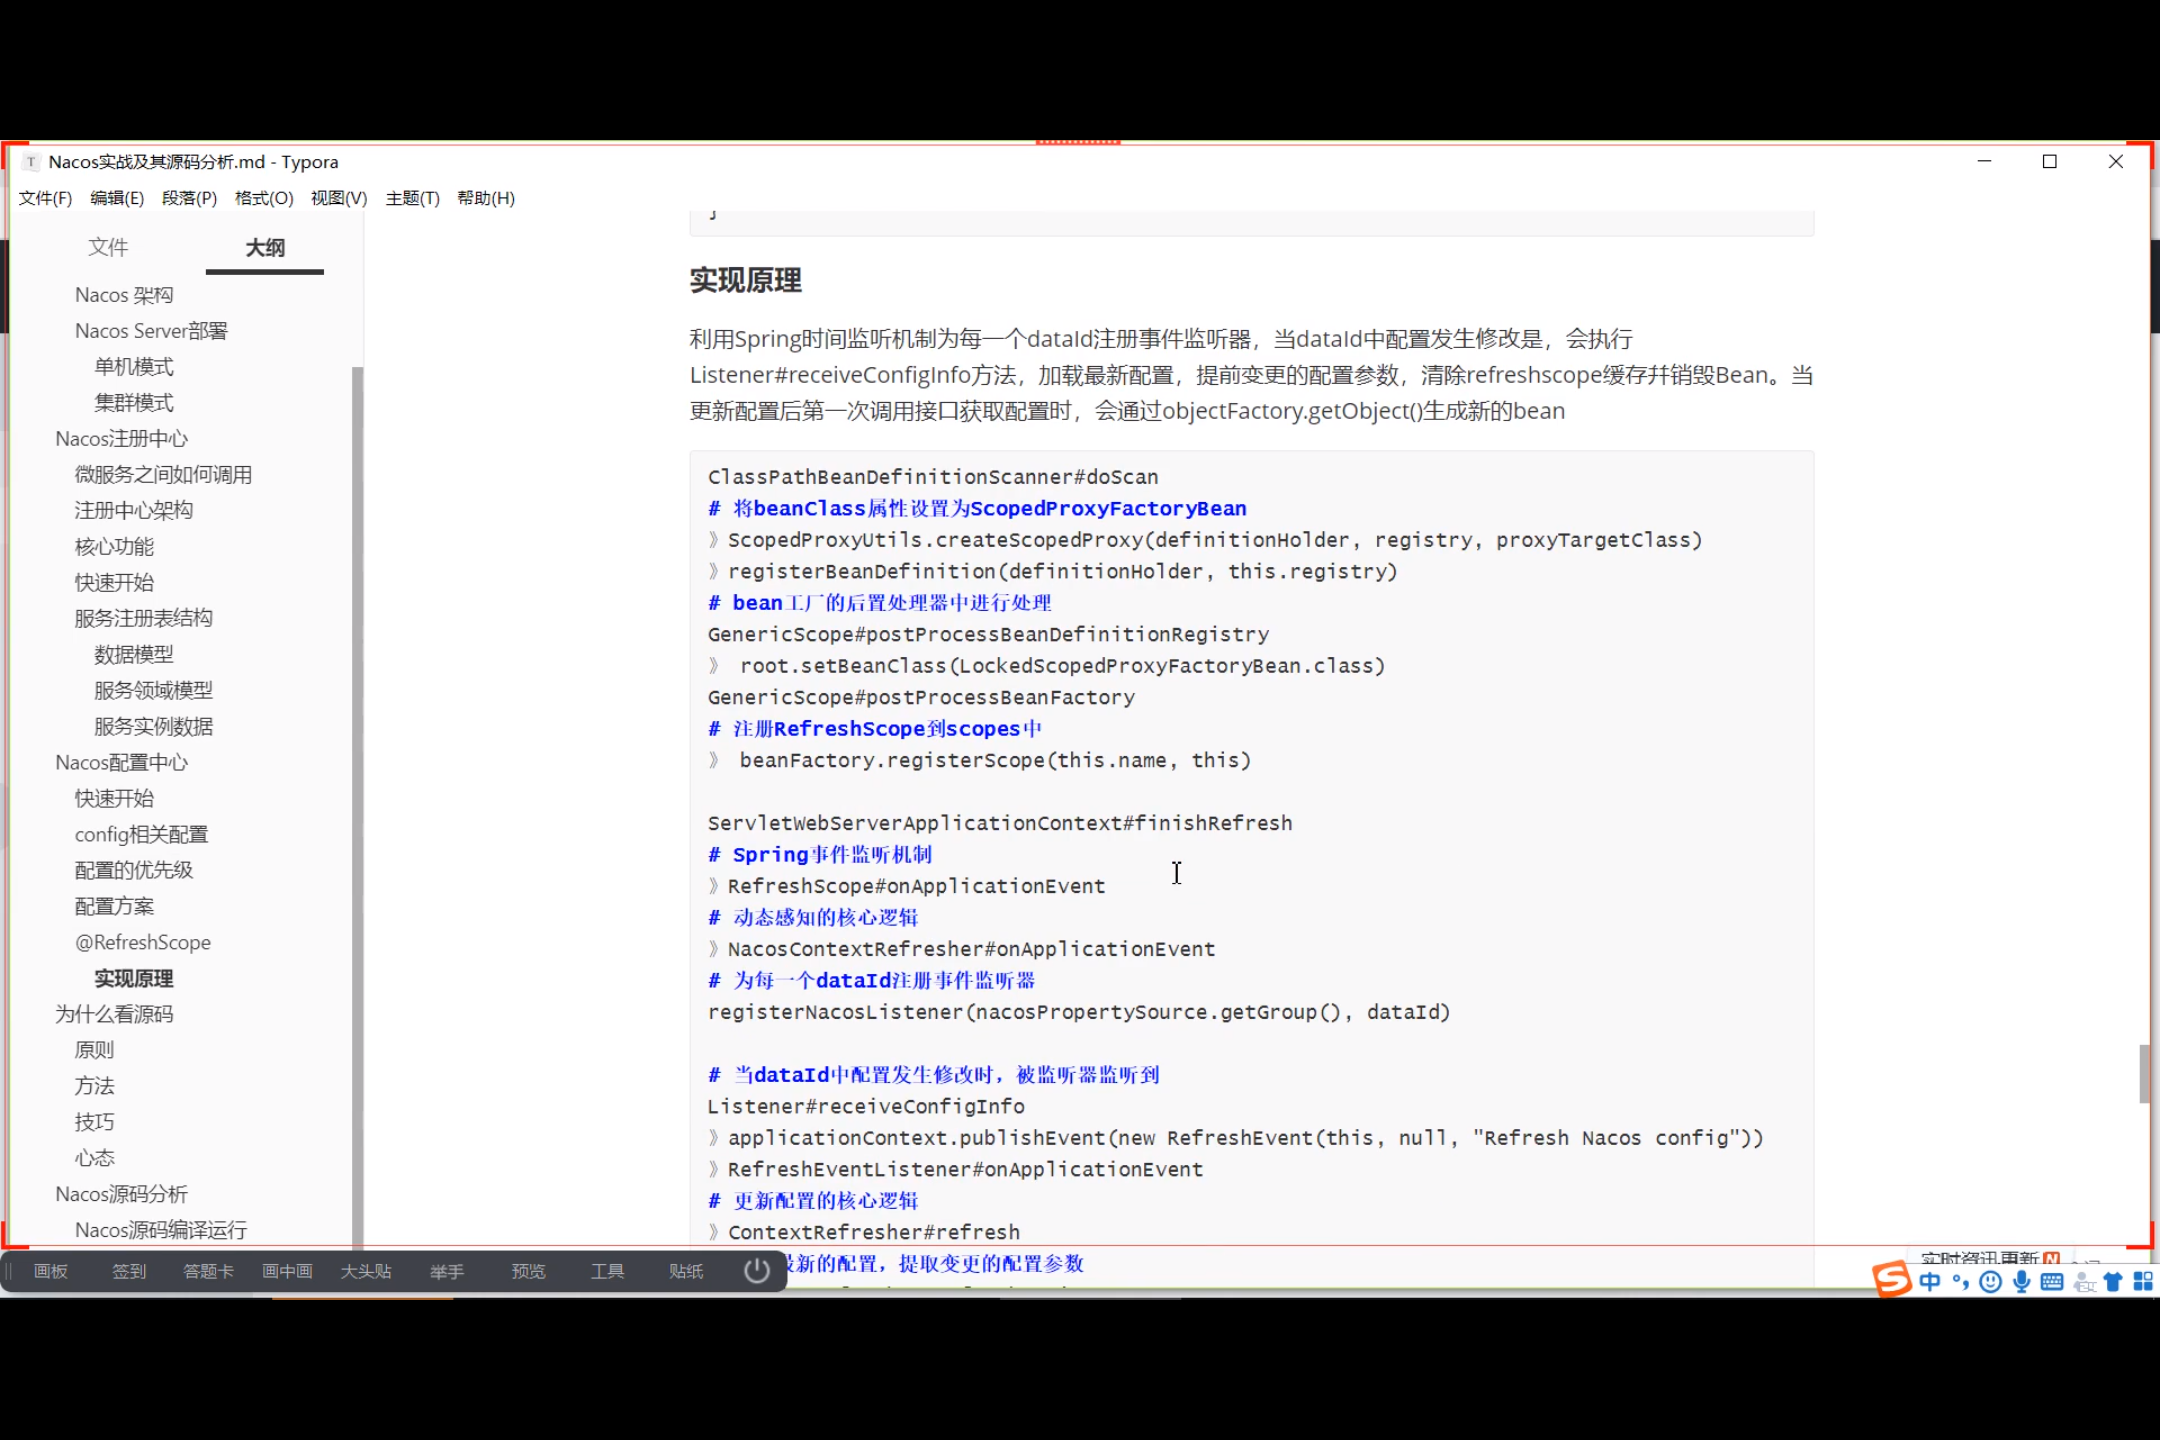 Nacos实战及其源码分析.md - Typora
文件(F) 编辑(E) 段落(P) 格式(O) 视图(V) 主题(T) 帮助(H)
文件 大纲
Nacos 架构
Nacos Server部署
单机模式
集群模式
Nacos注册中心
微服务之间如何调用
注册中心架构
核心功能
快速开始
服务注册表结构
数据模型
服务领域模型
服务实例数据
Nacos配置中心
快速开始
config相关配置
配置的优先级
配置方案
@RefreshScope
实现原理
为什么看源码
原则
方法
技巧
心态
Nacos源码分析
Nacos源码编译运行
实现原理
利用Spring时间监听机制为每一个dataId注册事件监听器，当dataId中配置发生修改是，会执行
Listener#receiveConfigInfo方法，加载最新配置，提前变更的配置参数，清除refreshscope缓存并销毁Bean。当
更新配置后第一次调用接口获取配置时，会通过objectFactory.getObject()生成新的bean
ClassPathBeanDefinitionScanner#doScan
# 将beanClass属性设置为ScopedProxyFactoryBean
》ScopedProxyUtils.createScopedProxy(definitionHolder, registry, proxyTargetClass)
》registerBeanDefinition(definitionHolder, this.registry)
# bean工厂的后置处理器中进行处理
GenericScope#postProcessBeanDefinitionRegistry
》 root.setBeanClass(LockedScopedProxyFactoryBean.class)
GenericScope#postProcessBeanFactory
# 注册RefreshScope到scopes中
》 beanFactory.registerScope(this.name, this)
ServletWebServerApplicationContext#finishRefresh
# Spring事件监听机制
》RefreshScope#onApplicationEvent
# 动态感知的核心逻辑
》NacosContextRefresher#onApplicationEvent
# 为每一个dataId注册事件监听器
registerNacosListener(nacosPropertySource.getGroup(), dataId)
# 当dataId中配置发生修改时，被监听器监听到
Listener#receiveConfigInfo
》applicationContext.publishEvent(new RefreshEvent(this, null, "Refresh Nacos config"))
》RefreshEventListener#onApplicationEvent
# 更新配置的核心逻辑
》ContextRefresher#refresh
最新的配置，提取变更的配置参数
画板 签到 答题卡 画中画 大头贴 举手 预览 工具 贴纸
实时资讯更新
中